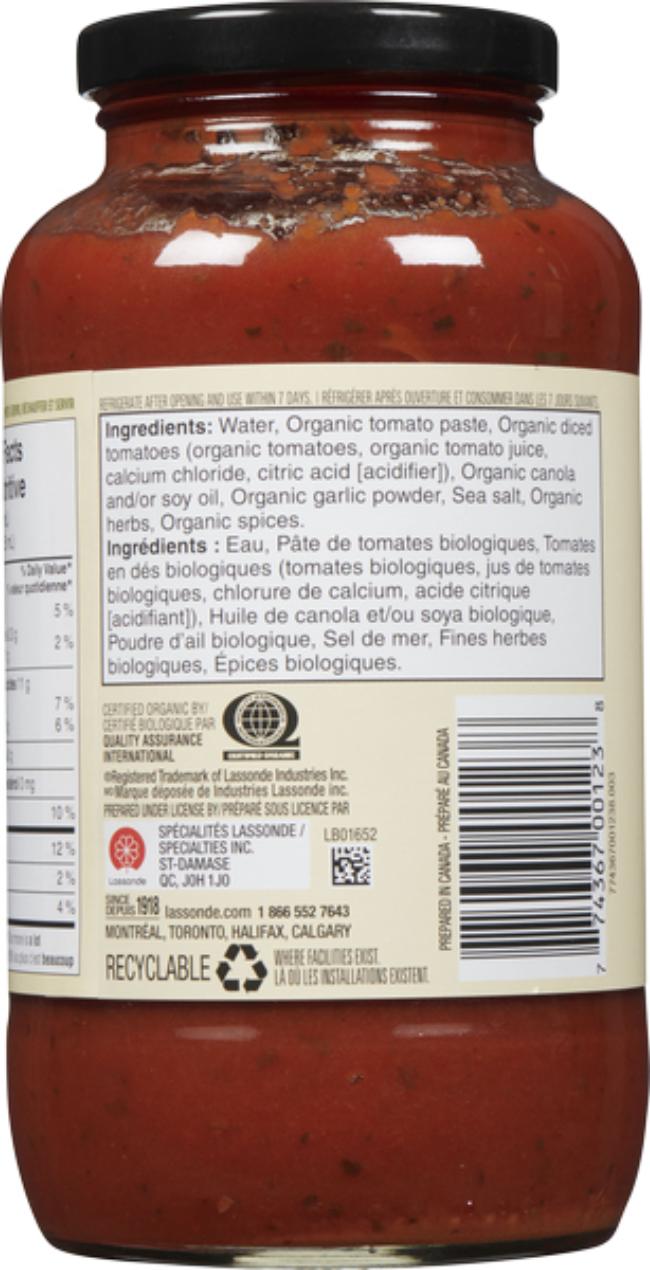 REFRIGERATE AFTER OPENING AND USE WITHIN 7 DAYS. | RÉFRIGÉRER APRÈS OUVERTURE ET CONSOMMER DANS LES 7 JOURS SUIVANTS.
Ingredients: Water, Organic tomato paste, Organic diced
tomatoes (organic tomatoes, organic tomato juice,
calcium chloride, citric acid [acidifier]), Organic canola
and/or soy oil, Organic garlic powder, Sea salt, Organic
herbs, Organic spices.
Ingrédients : Eau, Pâte de tomates biologiques, Tomates
en dés biologiques (tomates biologiques, jus de tomates
biologiques, chlorure de calcium, acide citrique
[acidifiant]), Huile de canola et/ou soya biologique,
Poudre d'ail biologique, Sel de mer, Fines herbes
biologiques, Épices biologiques.
Facts
% Daily Value*
quotidienne*
5 %
2 %
7 %
6 %
10 %
12 %
2 %
4 %
beaucoup
CERTIFIED ORGANIC BY/
CERTIFIÉ BIOLOGIQUE PAR
QUALITY ASSURANCE
INTERNATIONAL
CERTIFIED ORGANIC
®Registered Trademark of Lassonde Industries Inc.
MD Marque déposée de Industries Lassonde inc.
PREPARED UNDER LICENSE BY/PRÉPARÉ SOUS LICENCE PAR
Lassonde
SPÉCIALITÉS LASSONDE /
SPECIALTIES INC.
ST-DAMASE
QC, J0H 1J0
LB01652
SINCE
DEPUIS 1918 lassonde.com 1 866 552 7643
MONTRÉAL, TORONTO, HALIFAX, CALGARY
RECYCLABLE
WHERE FACILITIES EXIST.
LÀ OÙ LES INSTALLATIONS EXISTENT.
PREPARED IN CANADA - PRÉPARÉ AU CANADA
7 74367 00123 8